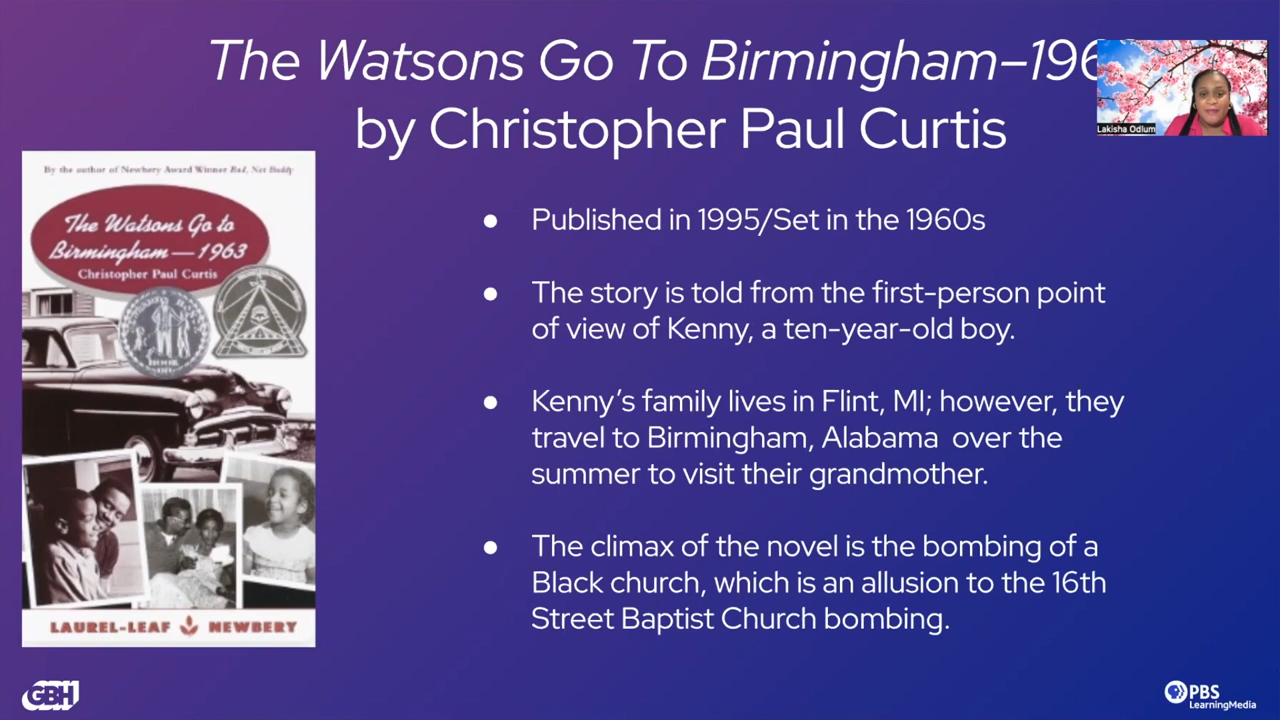 The Watsons Go To Birmingham–196
by Christopher Paul Curtis
Lakisha Odlum
By the author of Newbery Award Winner Bud, Not Buddy
The Watsons Go to
Birmingham — 1963
Christopher Paul Curtis
LAUREL-LEAF NEWBERY
● Published in 1995/Set in the 1960s
● The story is told from the first-person point
of view of Kenny, a ten-year-old boy.
● Kenny’s family lives in Flint, MI; however, they
travel to Birmingham, Alabama over the
summer to visit their grandmother.
● The climax of the novel is the bombing of a
Black church, which is an allusion to the 16th
Street Baptist Church bombing.
GBH
PBS
LearningMedia